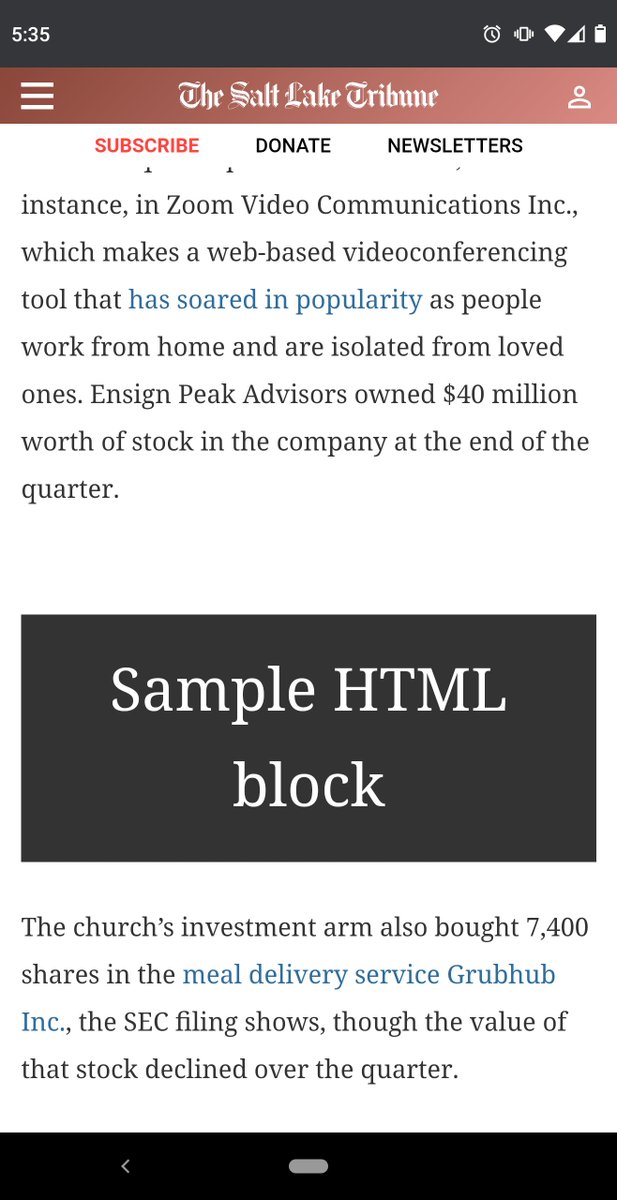 5:35
The Salt Lake Tribune
SUBSCRIBE DONATE NEWSLETTERS
instance, in Zoom Video Communications Inc.,
which makes a web-based videoconferencing
tool that has soared in popularity as people
work from home and are isolated from loved
ones. Ensign Peak Advisors owned $40 million
worth of stock in the company at the end of the
quarter.
Sample HTML
block
The church’s investment arm also bought 7,400
shares in the meal delivery service Grubhub
Inc., the SEC filing shows, though the value of
that stock declined over the quarter.